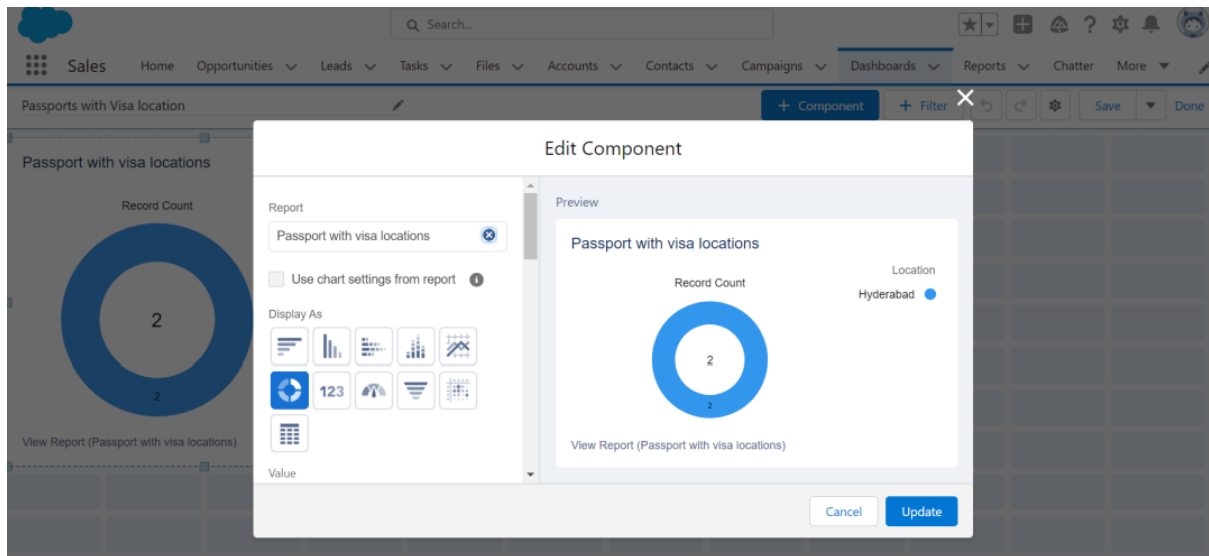 Search...
Sales Home Opportunities Leads Tasks Files Accounts Contacts Campaigns Dashboards Reports Chatter More
Passports with Visa location
+ Component + Filter Save Done
Passport with visa locations
Record Count
2
2
View Report (Passport with visa locations)
Edit Component
Report
Passport with visa locations
Use chart settings from report
Display As
123
Value
Preview
Passport with visa locations
Record Count
Location
Hyderabad
2
2
View Report (Passport with visa locations)
Cancel Update